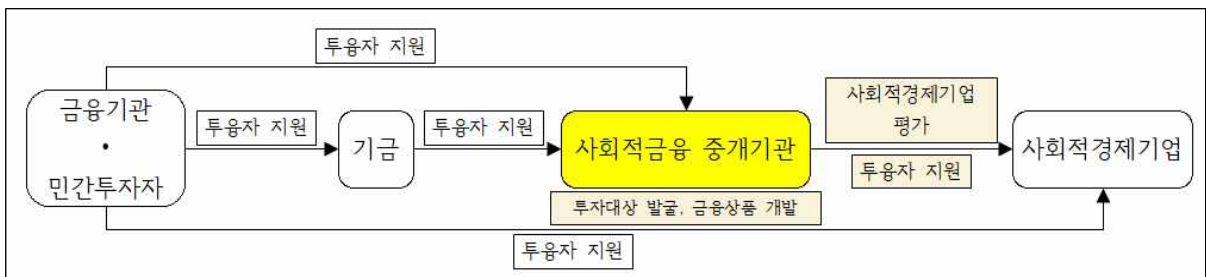 투융자 지원
금융기관
•
민간투자자
투융자 지원
기금
투융자 지원
사회적금융 중개기관
투자대상 발굴, 금융상품 개발
사회적경제기업
평가
투융자 지원
사회적경제기업
투융자 지원